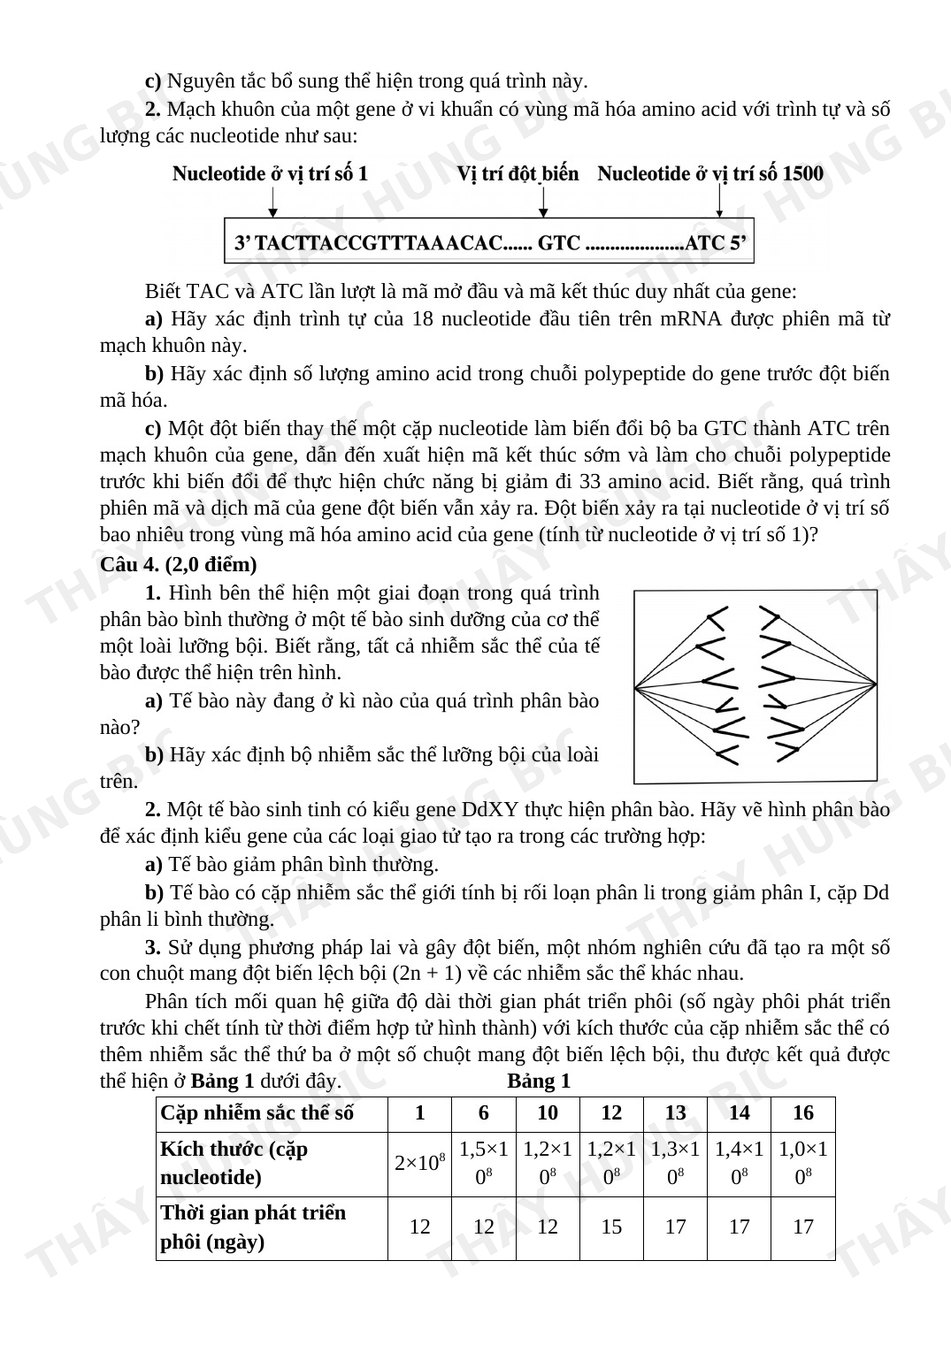 c) Nguyên tắc bổ sung thể hiện trong quá trình này.
2. Mạch khuôn của một gene ở vi khuẩn có vùng mã hóa amino acid với trình tự và số
lượng các nucleotide như sau:
Nucleotide ở vị trí số 1 Vị trí đột biến Nucleotide ở vị trí số 1500
3’ TACTTACCGTTTAAACAC...... GTC .....................ATC 5’
Biết TAC và ATC lần lượt là mã mở đầu và mã kết thúc duy nhất của gene:
a) Hãy xác định trình tự của 18 nucleotide đầu tiên trên mRNA được phiên mã từ
mạch khuôn này.
b) Hãy xác định số lượng amino acid trong chuỗi polypeptide do gene trước đột biến
mã hóa.
c) Một đột biến thay thế một cặp nucleotide làm biến đổi bộ ba GTC thành ATC trên
mạch khuôn của gene, dẫn đến xuất hiện mã kết thúc sớm và làm cho chuỗi polypeptide
trước khi biến đổi để thực hiện chức năng bị giảm đi 33 amino acid. Biết rằng, quá trình
phiên mã và dịch mã của gene đột biến vẫn xảy ra. Đột biến xảy ra tại nucleotide ở vị trí số
bao nhiêu trong vùng mã hóa amino acid của gene (tính từ nucleotide ở vị trí số 1)?
Câu 4. (2,0 điểm)
1. Hình bên thể hiện một giai đoạn trong quá trình
phân bào bình thường ở một tế bào sinh dưỡng của cơ thể
một loài lưỡng bội. Biết rằng, tất cả nhiễm sắc thể của tế
bào được thể hiện trên hình.
a) Tế bào này đang ở kì nào của quá trình phân bào
nào?
b) Hãy xác định bộ nhiễm sắc thể lưỡng bội của loài
trên.
2. Một tế bào sinh tinh có kiểu gene DdXY thực hiện phân bào. Hãy vẽ hình phân bào
để xác định kiểu gene của các loại giao tử tạo ra trong các trường hợp:
a) Tế bào giảm phân bình thường.
b) Tế bào có cặp nhiễm sắc thể giới tính bị rối loạn phân li trong giảm phân I, cặp Dd
phân li bình thường.
3. Sử dụng phương pháp lai và gây đột biến, một nhóm nghiên cứu đã tạo ra một số
con chuột mang đột biến lệch bội (2n + 1) về các nhiễm sắc thể khác nhau.
Phân tích mối quan hệ giữa độ dài thời gian phát triển phôi (số ngày phôi phát triển
trước khi chết tính từ thời điểm hợp tử hình thành) với kích thước của cặp nhiễm sắc thể có
thêm nhiễm sắc thể thứ ba ở một số chuột mang đột biến lệch bội, thu được kết quả được
thể hiện ở Bảng 1 dưới đây. Bảng 1
Cặp nhiễm sắc thể số 1 6 10 12 13 14 16
Kích thước (cặp nucleotide) 2×10⁸ 1,5×10⁸ 1,2×10⁸ 1,2×10⁸ 1,3×10⁸ 1,4×10⁸ 1,0×10⁸
Thời gian phát triển phôi (ngày) 12 12 12 15 17 17 17
THẦY HÙNG BIO